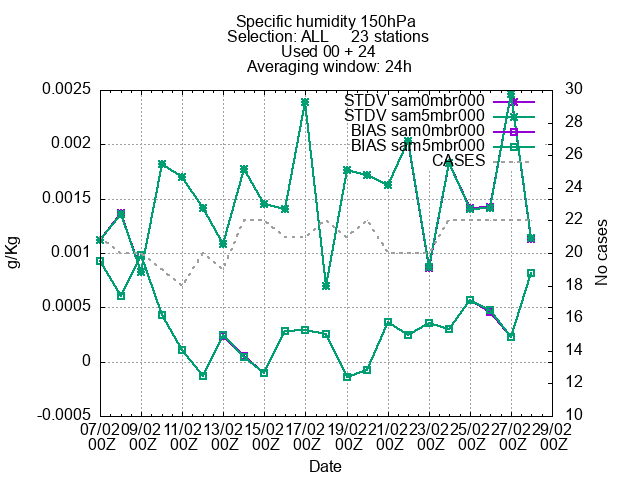 Specific humidity 150hPa
Selection: ALL 23 stations
Used 00 + 24
Averaging window: 24h
0.0025
0.002
0.0015
0.001
0.0005
0
-0.0005
g/Kg
STDV sam0mbr000
STDV sam5mbr000
BIAS sam0mbr000
BIAS sam5mbr000
CASES
30
28
26
24
22
20
18
16
14
12
10
No cases
07/02 09/02 11/02 13/02 15/02 17/02 19/02 21/02 23/02 25/02 27/02 29/02
00Z 00Z 00Z 00Z 00Z 00Z 00Z 00Z 00Z 00Z 00Z 00Z
Date